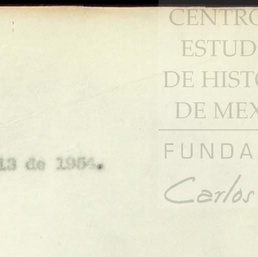 CENTRO
ESTUD
DE HISTO
DE MEX
FUNDA
Carlos
13 de 1954.